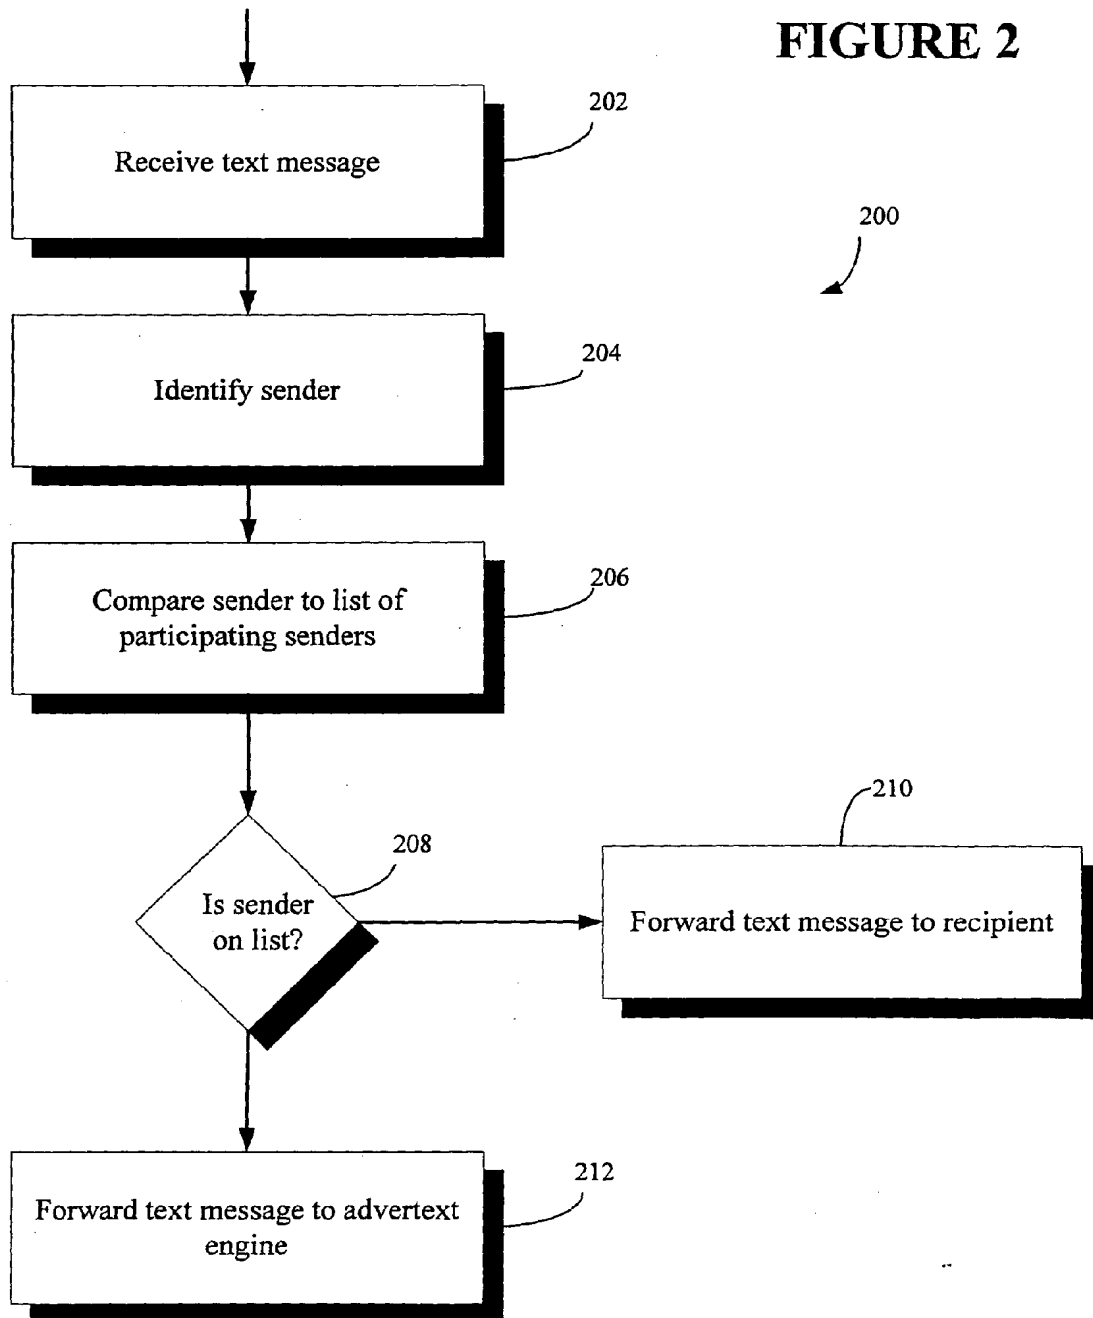 FIGURE 2
202
Receive text message
200
204
Identify sender
206
Compare sender to list of
participating senders
210
208
Is sender
on list?
Forward text message to recipient
212
Forward text message to advertext
engine